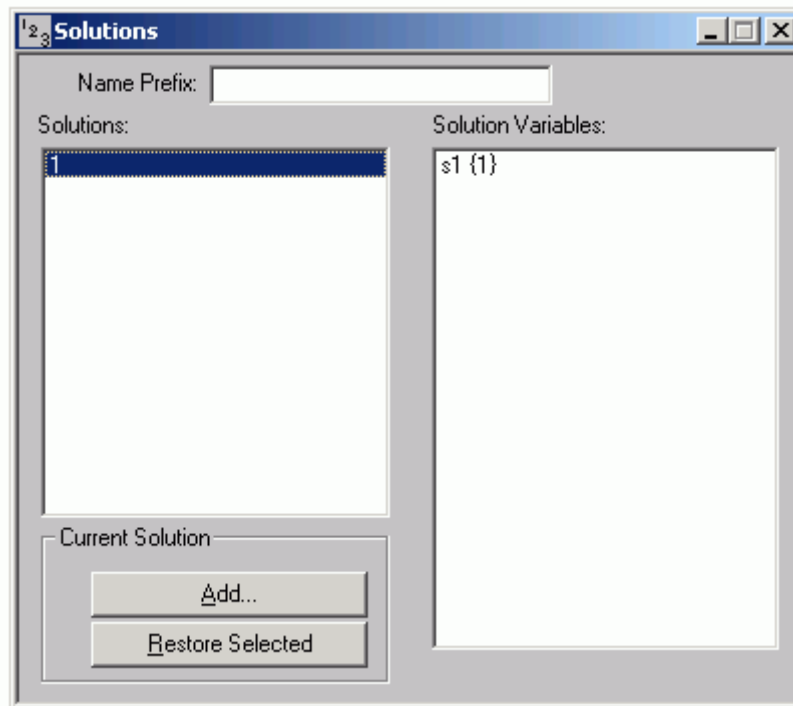 Solutions
Name Prefix:
Solutions:
Solution Variables:
1
s1 {1}
Current Solution
Add...
Restore Selected